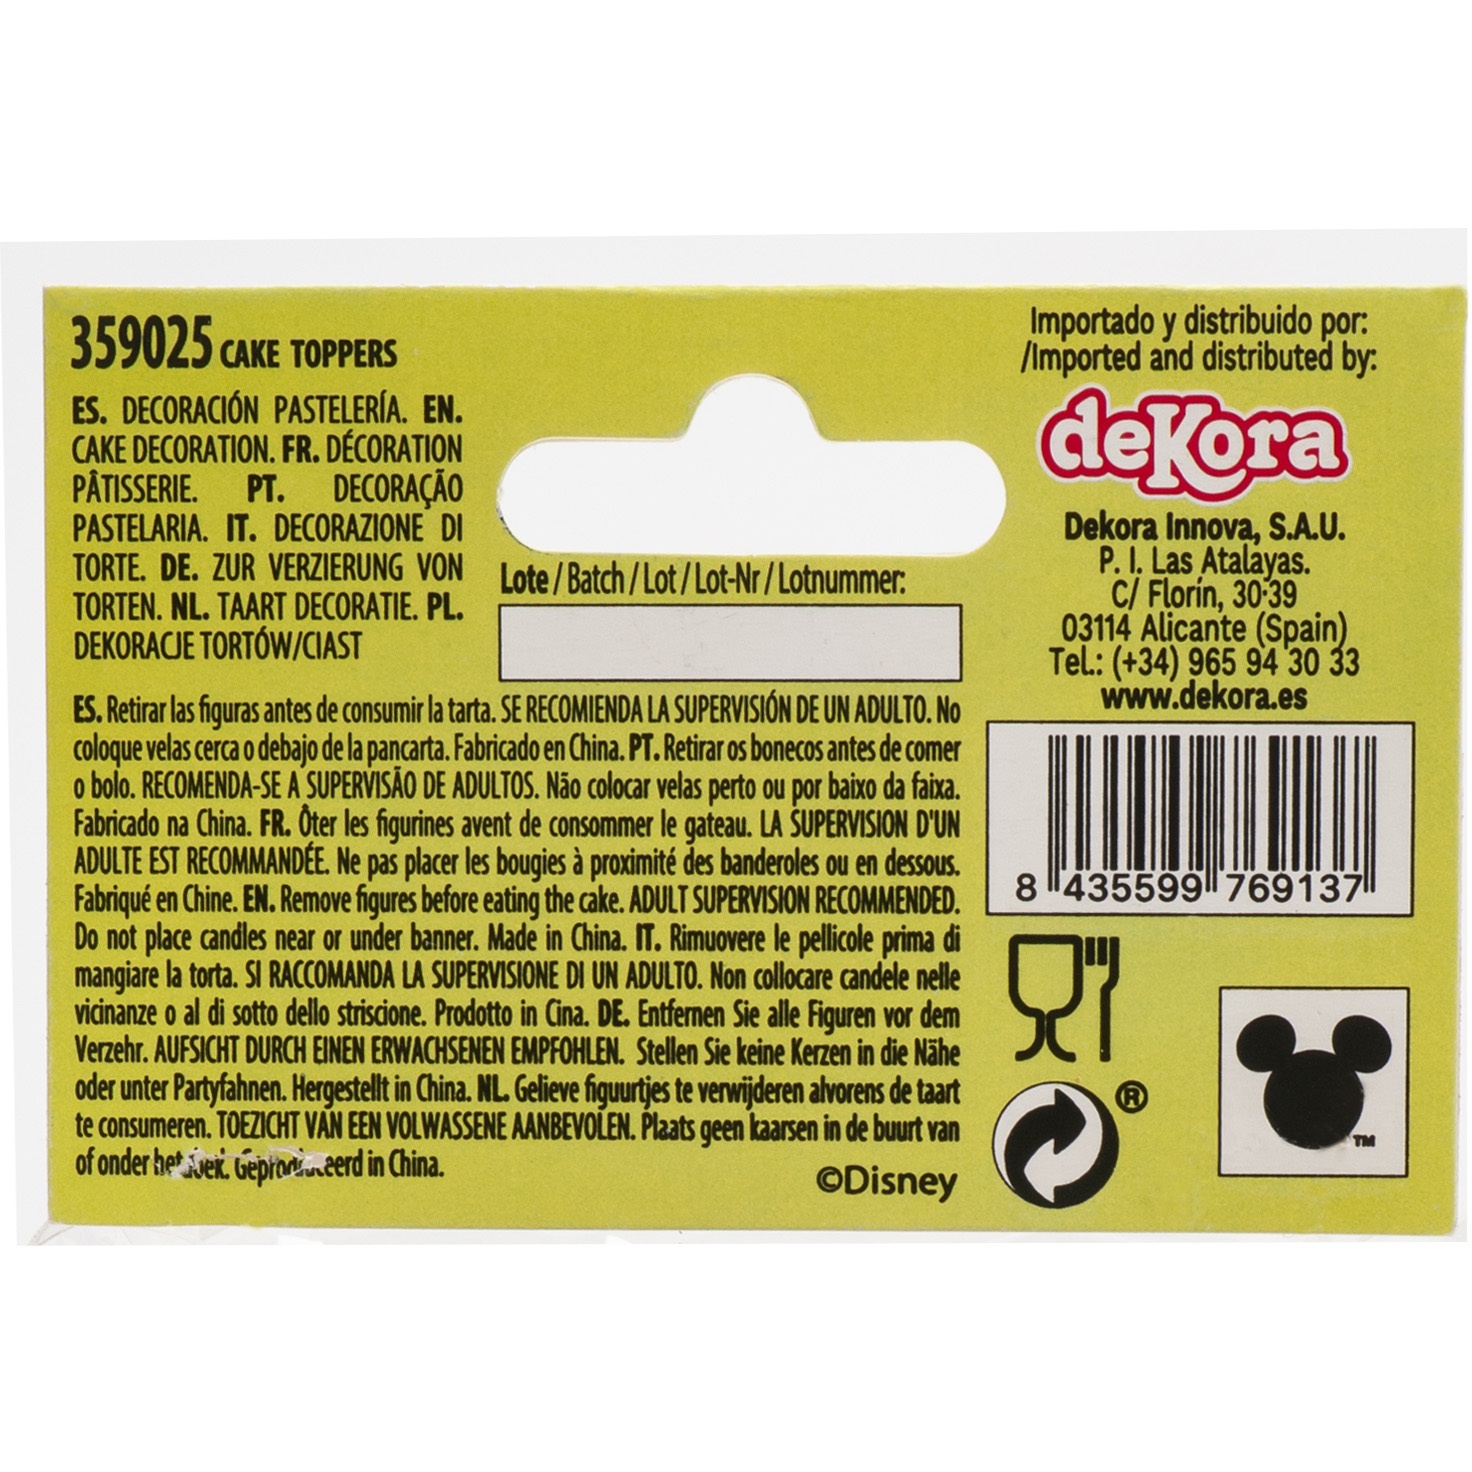 359025 CAKE TOPPERS
ES. DECORACIÓN PASTELERÍA. EN.
CAKE DECORATION. FR. DÉCORATION
PÂTISSERIE. PT. DECORAÇÃO
PASTELARIA. IT. DECORAZIONE DI
TORTE. DE. ZUR VERZIERUNG VON
TORTEN. NL. TAART DECORATIE. PL.
DEKORACJE TORTÓW/CIAST
Lote / Batch / Lot / Lot-Nr / Lotnummer:
ES. Retirar las figuras antes de consumir la tarta. SE RECOMIENDA LA SUPERVISIÓN DE UN ADULTO. No
coloque velas cerca o debajo de la pancarta. Fabricado en China. PT. Retirar os bonecos antes de comer
o bolo. RECOMENDA-SE A SUPERVISÃO DE ADULTOS. Não colocar velas perto ou por baixo da faixa.
Fabricado na China. FR. Ôter les figurines avent de consommer le gateau. LA SUPERVISION D'UN
ADULTE EST RECOMMANDÉE. Ne pas placer les bougies à proximité des banderoles ou en dessous.
Fabriqué en Chine. EN. Remove figures before eating the cake. ADULT SUPERVISION RECOMMENDED.
Do not place candles near or under banner. Made in China. IT. Rimuovere le pellicole prima di
mangiare la torta. SI RACCOMANDA LA SUPERVISIONE DI UN ADULTO. Non collocare candele nelle
vicinanze o al di sotto dello striscione. Prodotto in Cina. DE. Entfernen Sie alle Figuren vor dem
Verzehr. AUFSICHT DURCH EINEN ERWACHSENEN EMPFOHLEN. Stellen Sie keine Kerzen in die Nähe
oder unter Partyfahnen. Hergestellt in China. NL. Gelieve figuurtjes te verwijderen alvorens de taart
te consumeren. TOEZICHT VAN EEN VOLWASSENE AANBEVOLEN. Plaats geen kaarsen in de buurt van
of onder het doek. Geproduceerd in China.
©Disney
Importado y distribuido por:
/Imported and distributed by:
deKora
Dekora Innova, S.A.U.
P. I. Las Atalayas.
C/ Florín, 30-39
03114 Alicante (Spain)
Tel.: (+34) 965 94 30 33
www.dekora.es
8 435599 769137
®
TM